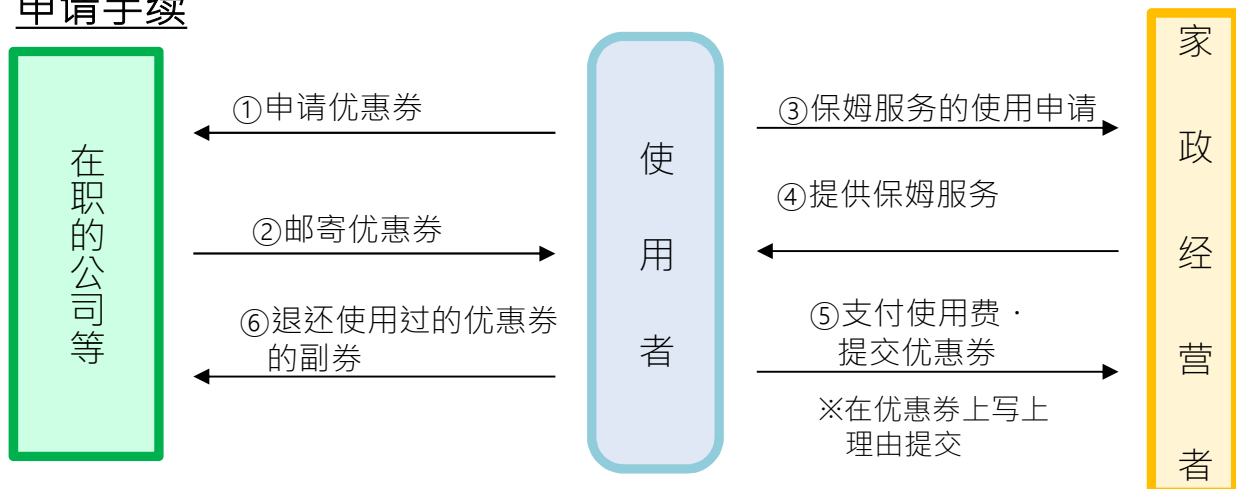 申请手续
在职的公司等
①申请优惠券
②邮寄优惠券
⑥退还使用过的优惠券
的副券
使用者
③保姆服务的使用申请
④提供保姆服务
⑤支付使用费・
提交优惠券
※在优惠券上写上
理由提交
家政经营者